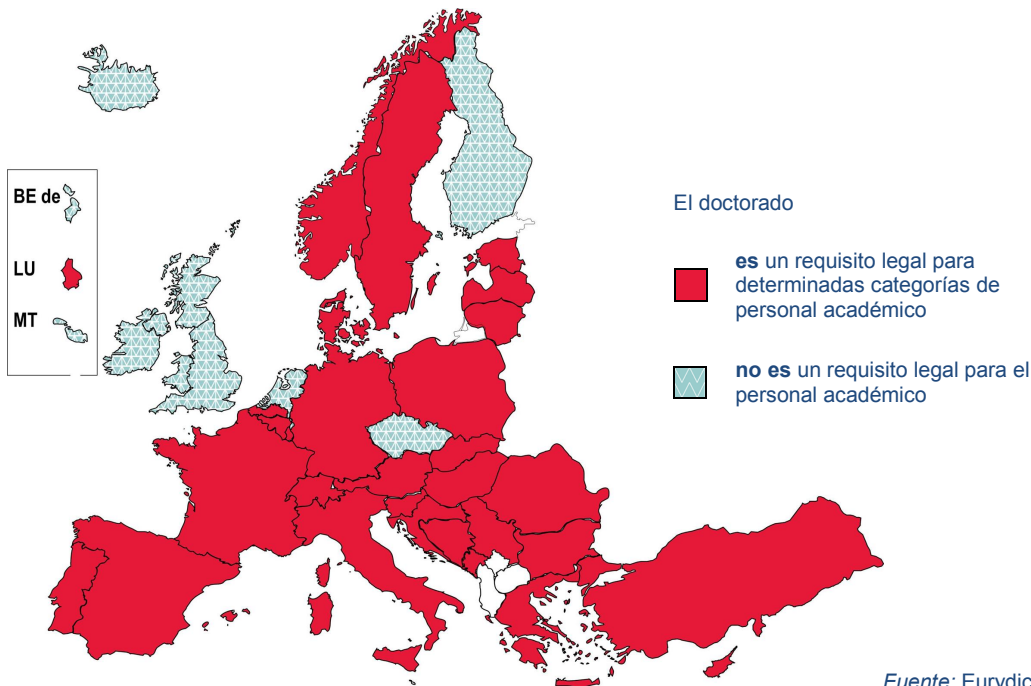 BE de
LU
MT
El doctorado
es un requisito legal para
determinadas categorías de
personal académico
no es un requisito legal para el
personal académico
Fuente: Eurydic